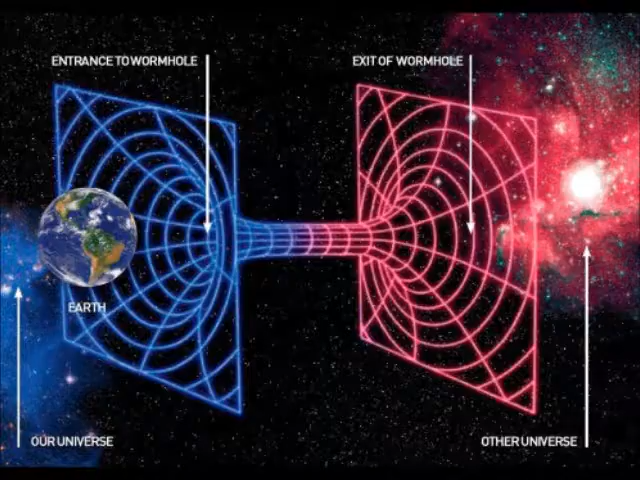 ENTRANCE TO WORMHOLE
EXIT OF WORMHOLE
EARTH
OUR UNIVERSE
OTHER UNIVERSE